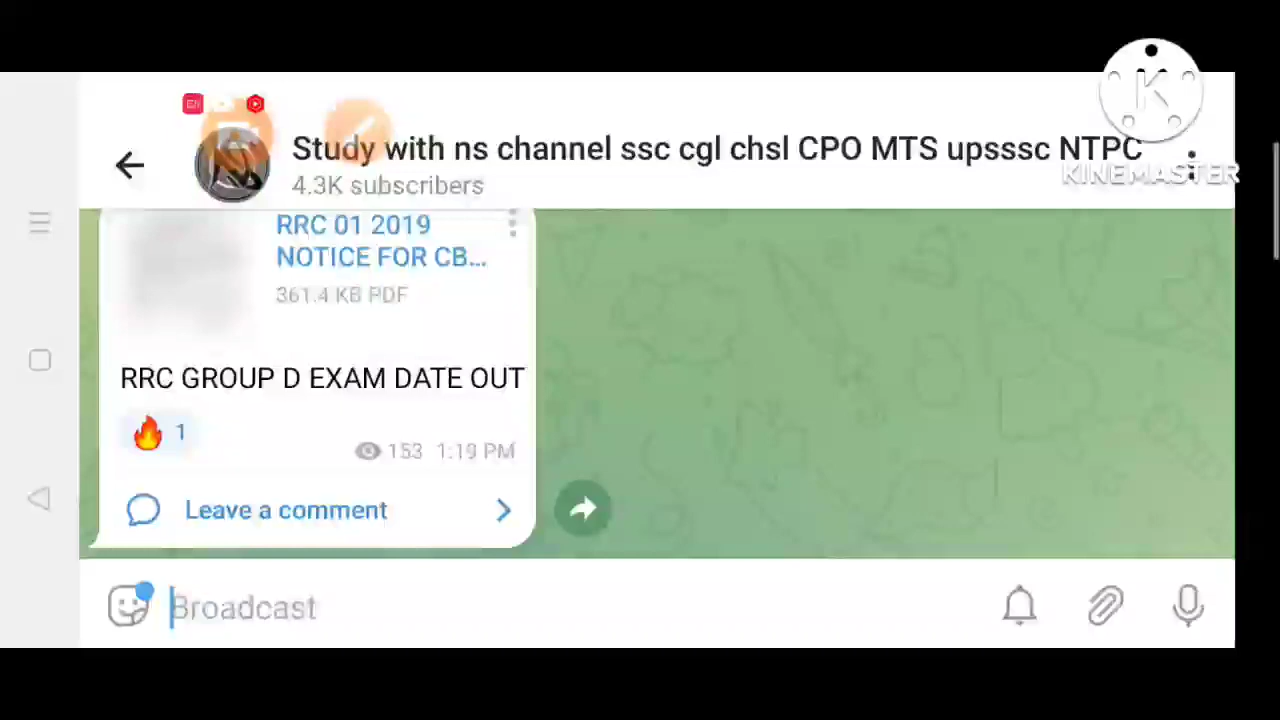 Study with ns channel ssc cgl chsl CPO MTS upsssc NTPC
4.3K subscribers
KINEMASTER
RRC 01 2019
NOTICE FOR CB...
361.4 KB PDF
RRC GROUP D EXAM DATE OUT
🔥 1
153 1:19 PM
Leave a comment
Broadcast